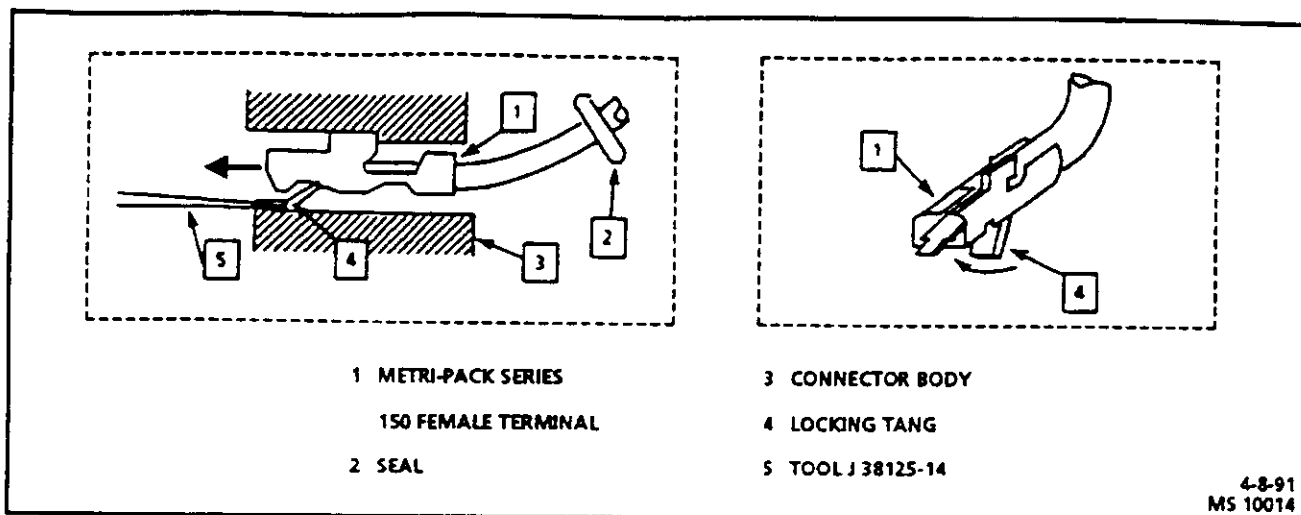 1
2
3
4
5
1
4
1 METRI-PACK SERIES
150 FEMALE TERMINAL
2 SEAL
3 CONNECTOR BODY
4 LOCKING TANG
5 TOOL J 38125-14
4-8-91
MS 10014